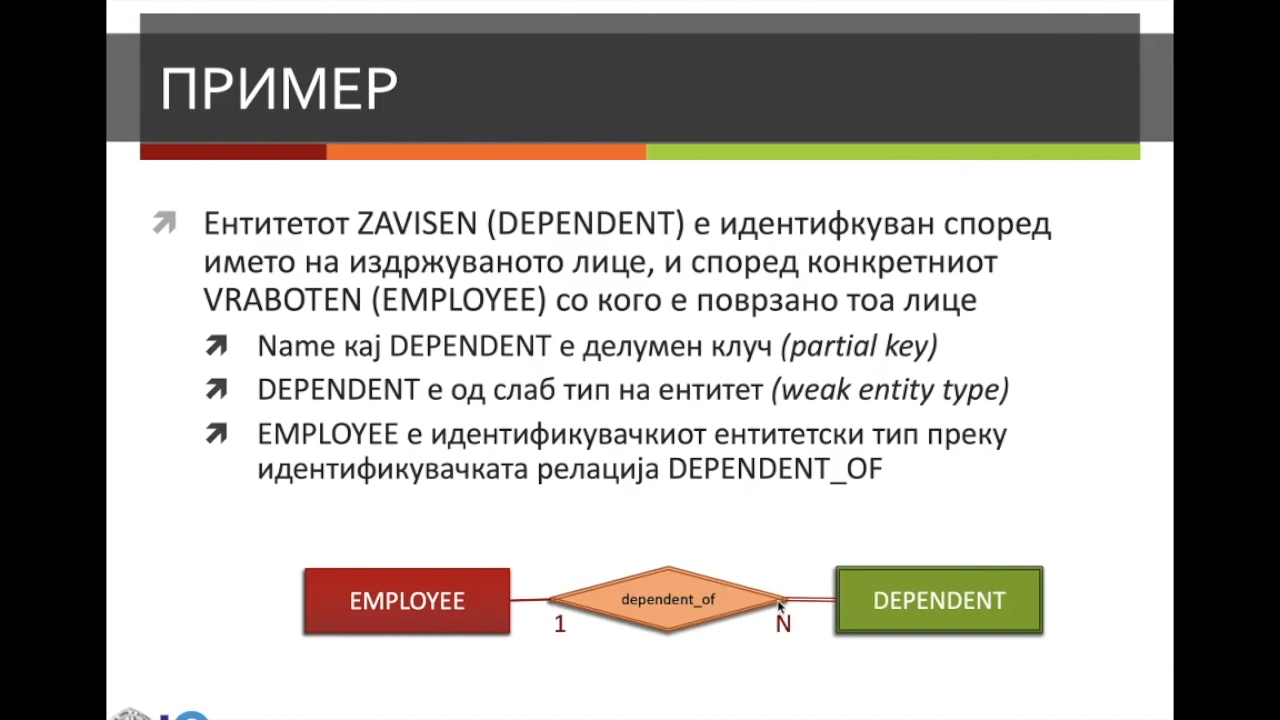 ПРИМЕР
Ентитетот ZAVISEN (DEPENDENT) е идентифкуван според
името на издржуваното лице, и според конкретниот
VRABOTEN (EMPLOYEE) со кого е поврзано тоа лице
Name кај DEPENDENT е делумен клуч (partial key)
DEPENDENT е од слаб тип на ентитет (weak entity type)
EMPLOYEE е идентификувачкиот ентитетски тип преку
идентификувачката релација DEPENDENT_OF
EMPLOYEE dependent_of DEPENDENT
1 N